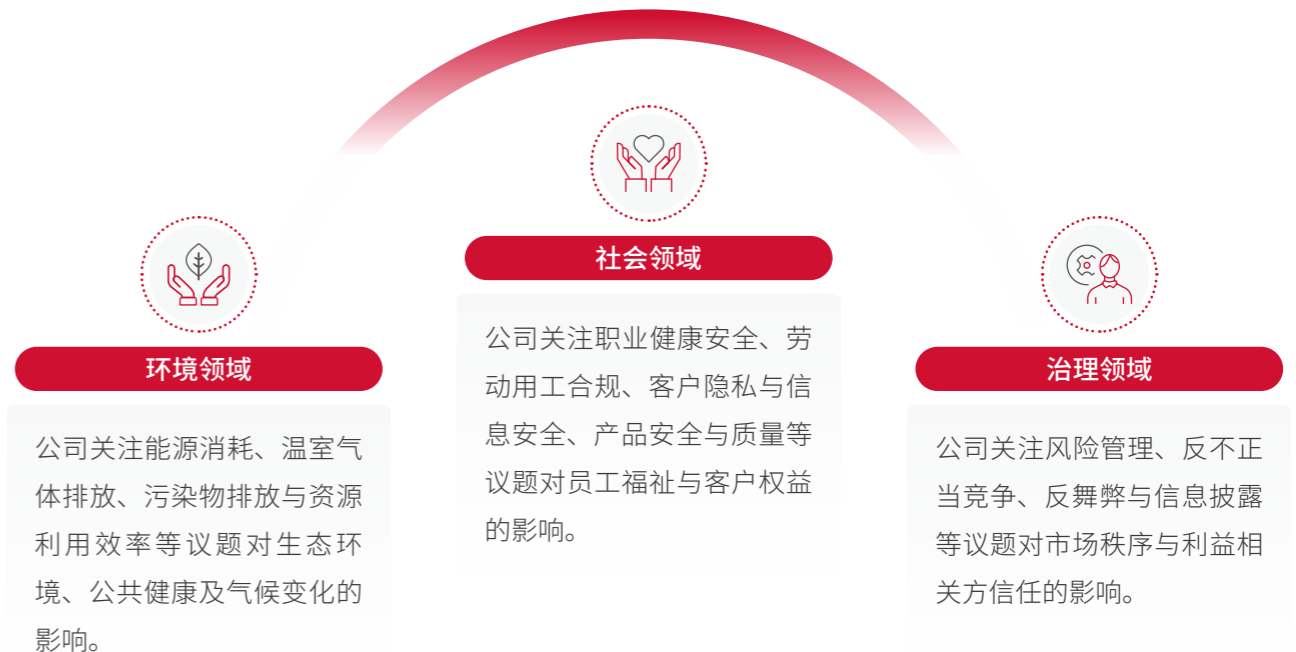 环境领域
公司关注能源消耗、温室气
体排放、污染物排放与资源
利用效率等议题对生态环
境、公共健康及气候变化的
影响。
社会领域
公司关注职业健康安全、劳
动用工合规、客户隐私与信
息安全、产品安全与质量等
议题对员工福祉与客户权益
的影响。
治理领域
公司关注风险管理、反不正
当竞争、反舞弊与信息披露
等议题对市场秩序与利益相
关方信任的影响。